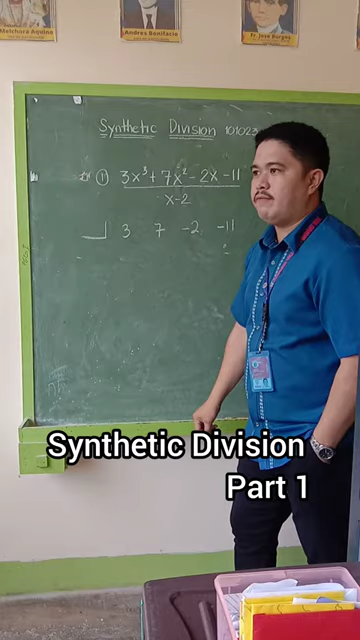 Melchora Aquino
Andres Bonifacio
Fr. Jose Burgos
Synthetic Division 101023
Ex ① 3x³ + 7x² - 2x - 11
x - 2
3 7 -2 -11
Synthetic Division
Part 1